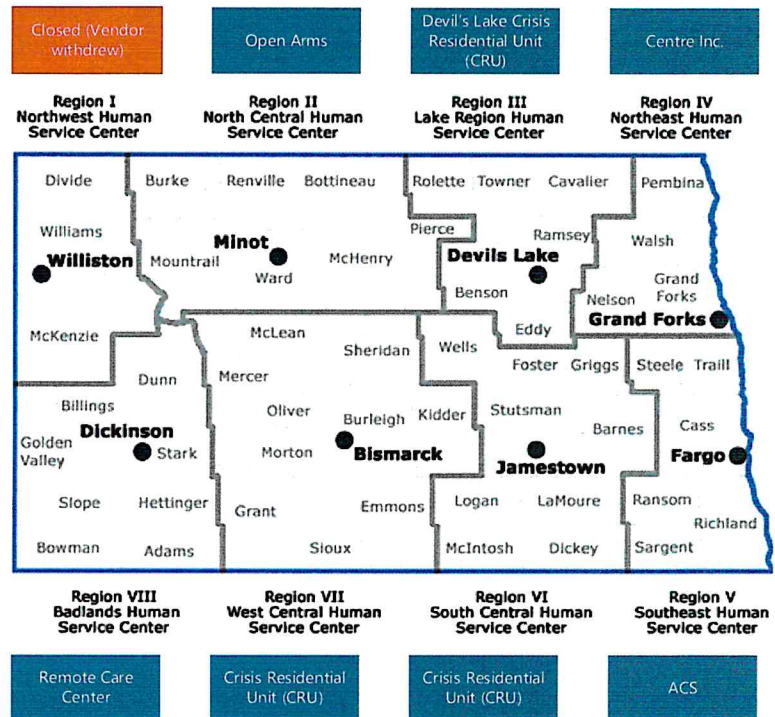 Closed (Vendor
withdrew)
Open Arms
Devil's Lake Crisis
Residential Unit
(CRU)
Centre Inc.
Region I
Northwest Human
Service Center
Region II
North Central Human
Service Center
Region III
Lake Region Human
Service Center
Region IV
Northeast Human
Service Center
Divide
Burke
Renville
Bottineau
Rolette
Towner
Cavalier
Pembina
Williams
Pierce
Ramsey
Walsh
Williston
Minot
Mountrail
Ward
McHenry
Devils Lake
Benson
Nelson
Grand
Forks
Grand Forks
McKenzie
McLean
Sheridan
Wells
Eddy
Foster
Griggs
Steele
Traill
Dunn
Mercer
Billings
Oliver
Burleigh
Kidder
Stutsman
Barnes
Cass
Dickinson
Golden
Valley
Stark
Morton
Bismarck
Jamestown
Fargo
Slope
Hettinger
Grant
Emmons
Logan
LaMoure
Ransom
Richland
Bowman
Adams
Sioux
McIntosh
Dickey
Sargent
Region VIII
Badlands Human
Service Center
Region VII
West Central Human
Service Center
Region VI
South Central Human
Service Center
Region V
Southeast Human
Service Center
Remote Care
Center
Crisis Residential
Unit (CRU)
Crisis Residential
Unit (CRU)
ACS